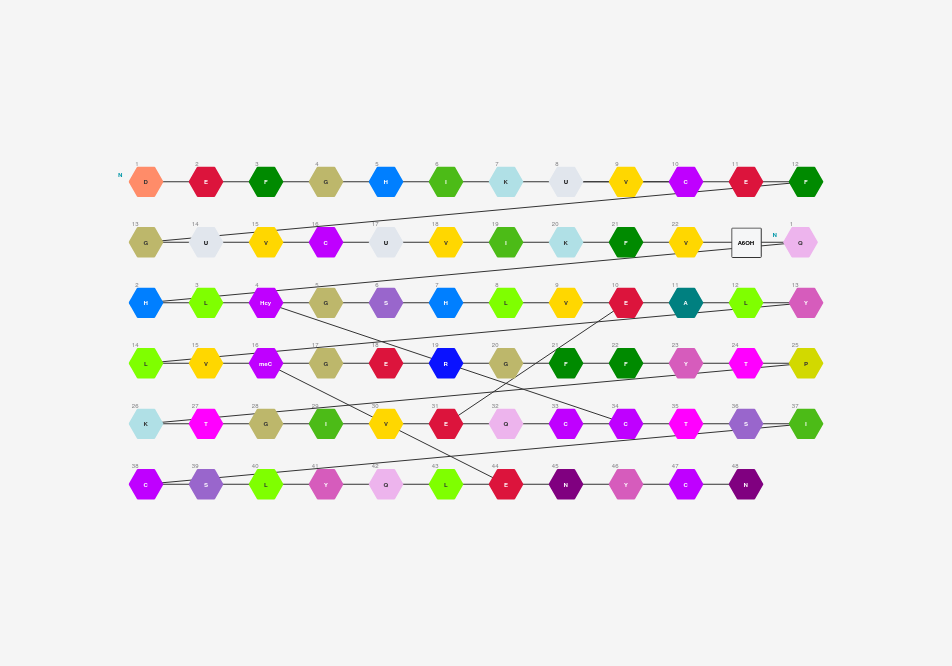 1 2 3 4 5 6 7 8 9 10 11 12
N D E F G H I K U V C E F
13 14 15 16 17 18 19 20 21 22 N 1
G U V C U V I K F V A6OH Q
2 3 4 5 6 7 8 9 10 11 12 13
H L Hcy G S H L V E A L Y
14 15 16 17 18 19 20 21 22 23 24 25
L V meC G E R G F F Y T P
26 27 28 29 30 31 32 33 34 35 36 37
K T G I V E Q C C T S I
38 39 40 41 42 43 44 45 46 47 48
C S L Y Q L E N Y C N